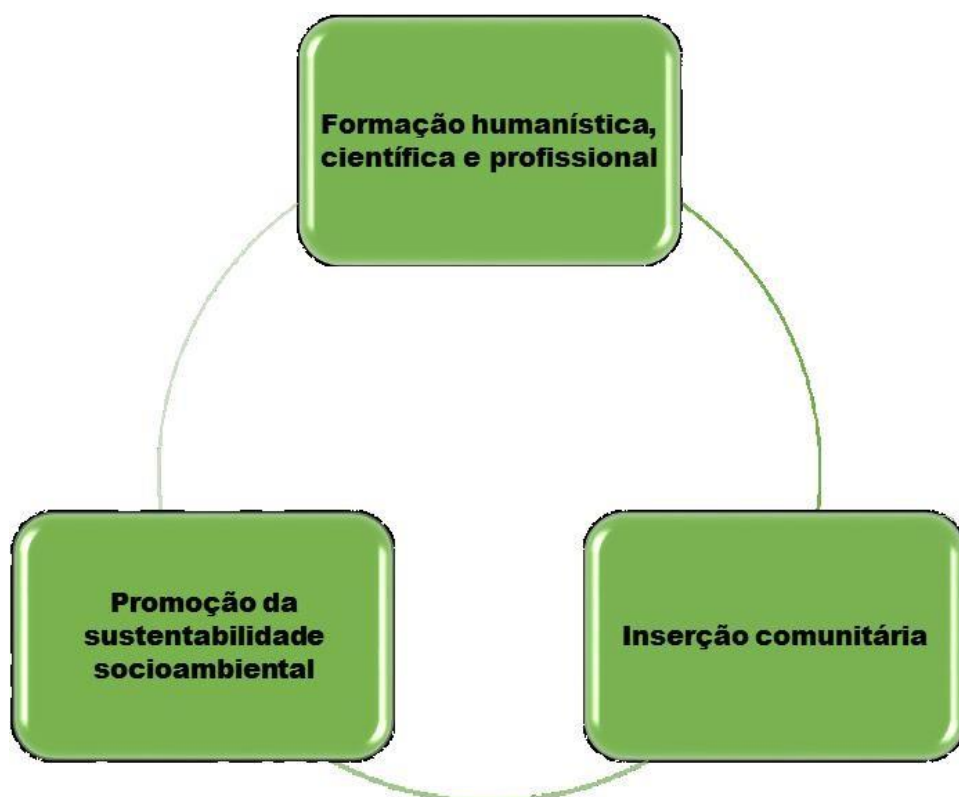 Formação humanística,
científica e profissional
Promoção da
sustentabilidade
socioambiental
Inserção comunitária